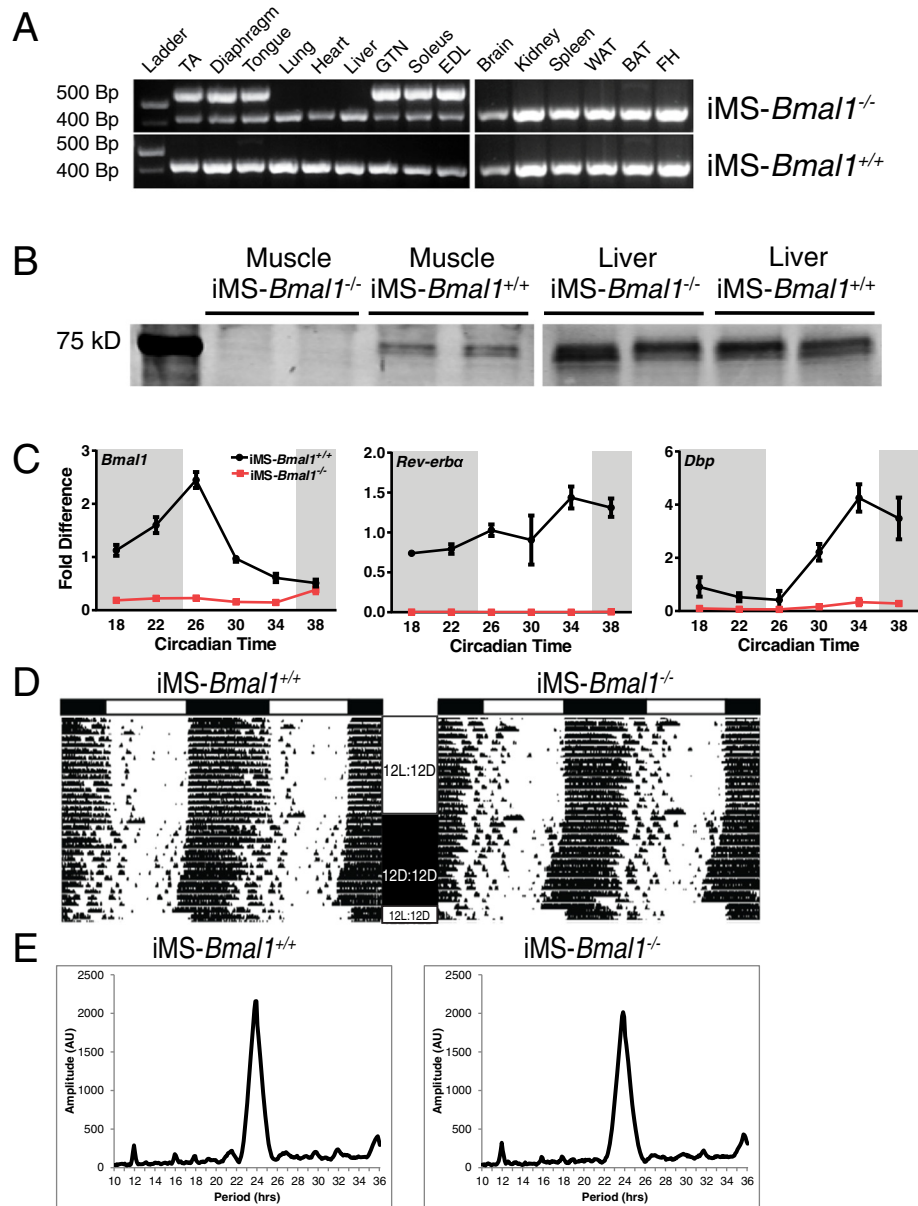 A
Ladder TA Diaphragm Tongue Lung Heart Liver GTN Soleus EDL Brain Kidney Spleen WAT BAT FH
500 Bp
400 Bp
iMS-Bmal1-/-
500 Bp
400 Bp
iMS-Bmal1+/+
B
Muscle Muscle Liver Liver
iMS-Bmal1-/- iMS-Bmal1+/+ iMS-Bmal1-/- iMS-Bmal1+/+
75 kD
C
Bmal1
iMS-Bmal1+/+
iMS-Bmal1-/-
Fold Difference
3
2
1
0
18 22 26 30 34 38
Circadian Time
Rev-erbα
2.0
1.5
1.0
0.5
0.0
18 22 26 30 34 38
Circadian Time
Dbp
6
4
2
0
18 22 26 30 34 38
Circadian Time
D
iMS-Bmal1+/+ iMS-Bmal1-/-
12L:12D
12D:12D
12L:12D
E
iMS-Bmal1+/+ iMS-Bmal1-/-
Amplitude (AU)
2500
2000
1500
1000
500
0
10 12 14 16 18 20 22 24 26 28 30 32 34 36
Period (hrs)
Amplitude (AU)
2500
2000
1500
1000
500
0
10 12 14 16 18 20 22 24 26 28 30 32 34 36
Period (hrs)